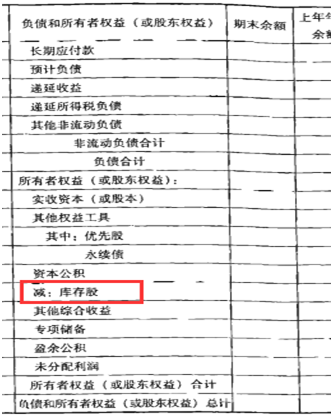 负债和所有者权益（或股东权益） 期末余额 上年年
余额
长期应付款
预计负债
递延收益
递延所得税负债
其他非流动负债
非流动负债合计
负债合计
所有者权益（或股东权益）：
实收资本（或股本）
其他权益工具
其中：优先股
永续债
资本公积
减：库存股
其他综合收益
专项储备
盈余公积
未分配利润
所有者权益（或股东权益）合计
负债和所有者权益（或股东权益）总计